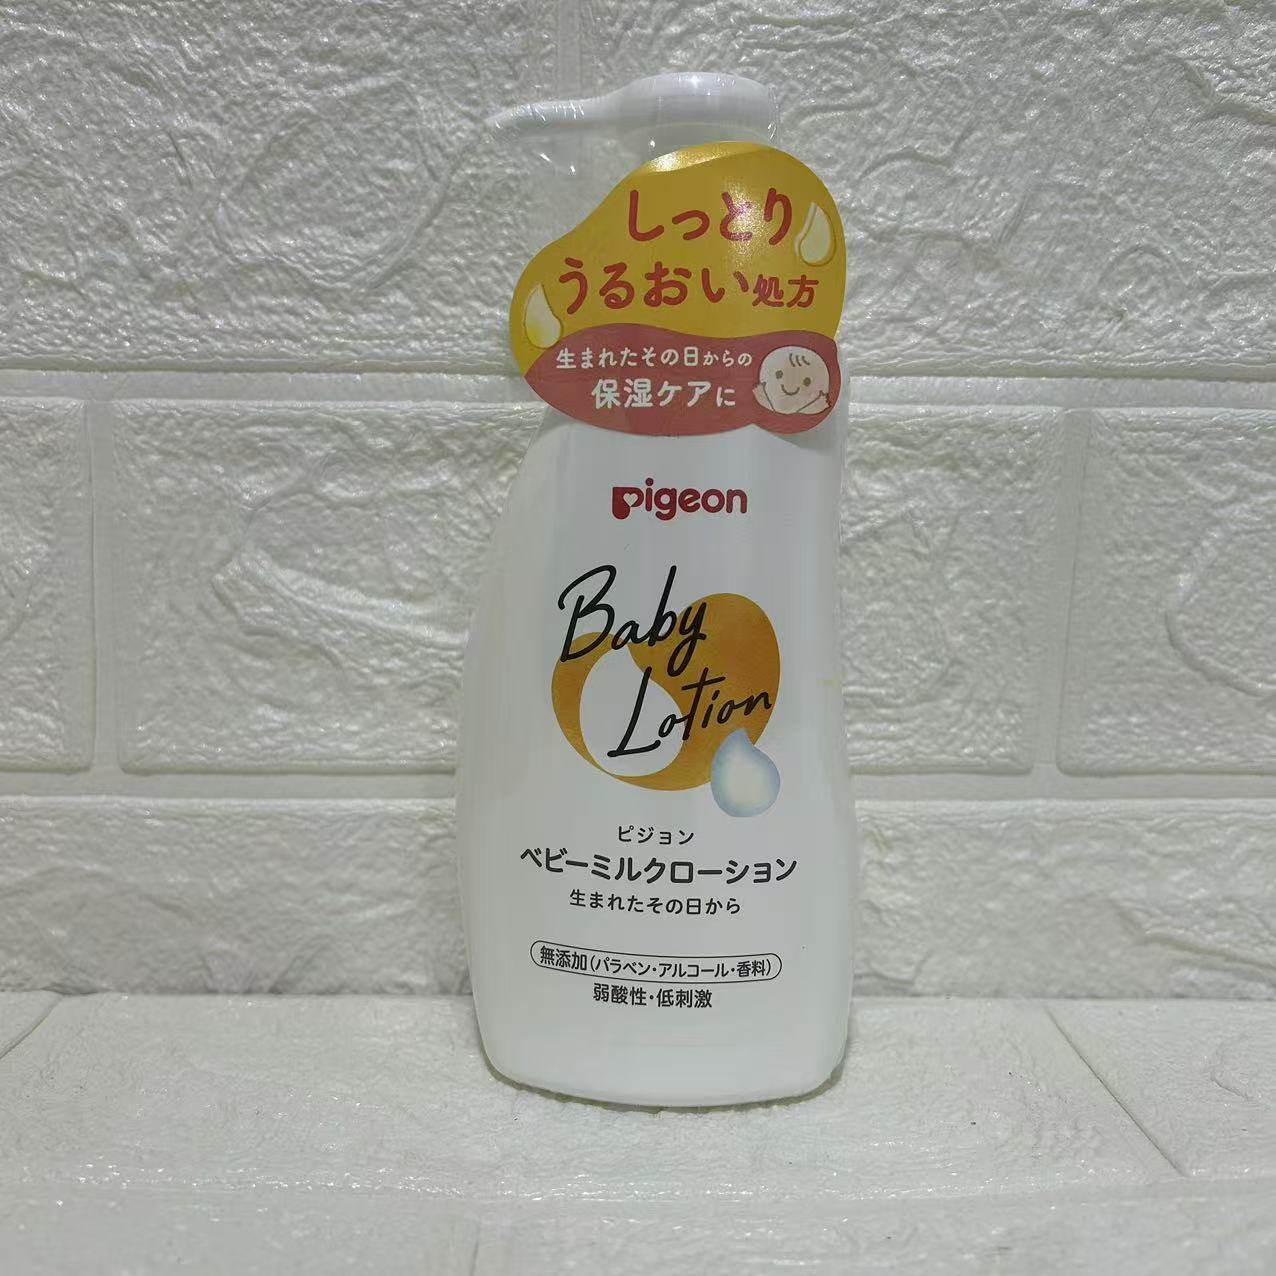 しっとり
うるおい処方
生まれたその日からの
保湿ケアに
pigeon
Baby
Lotion
ピジョン
ベビーミルクローション
生まれたその日から
無添加(パラベン・アルコール・香料)
弱酸性・低刺激